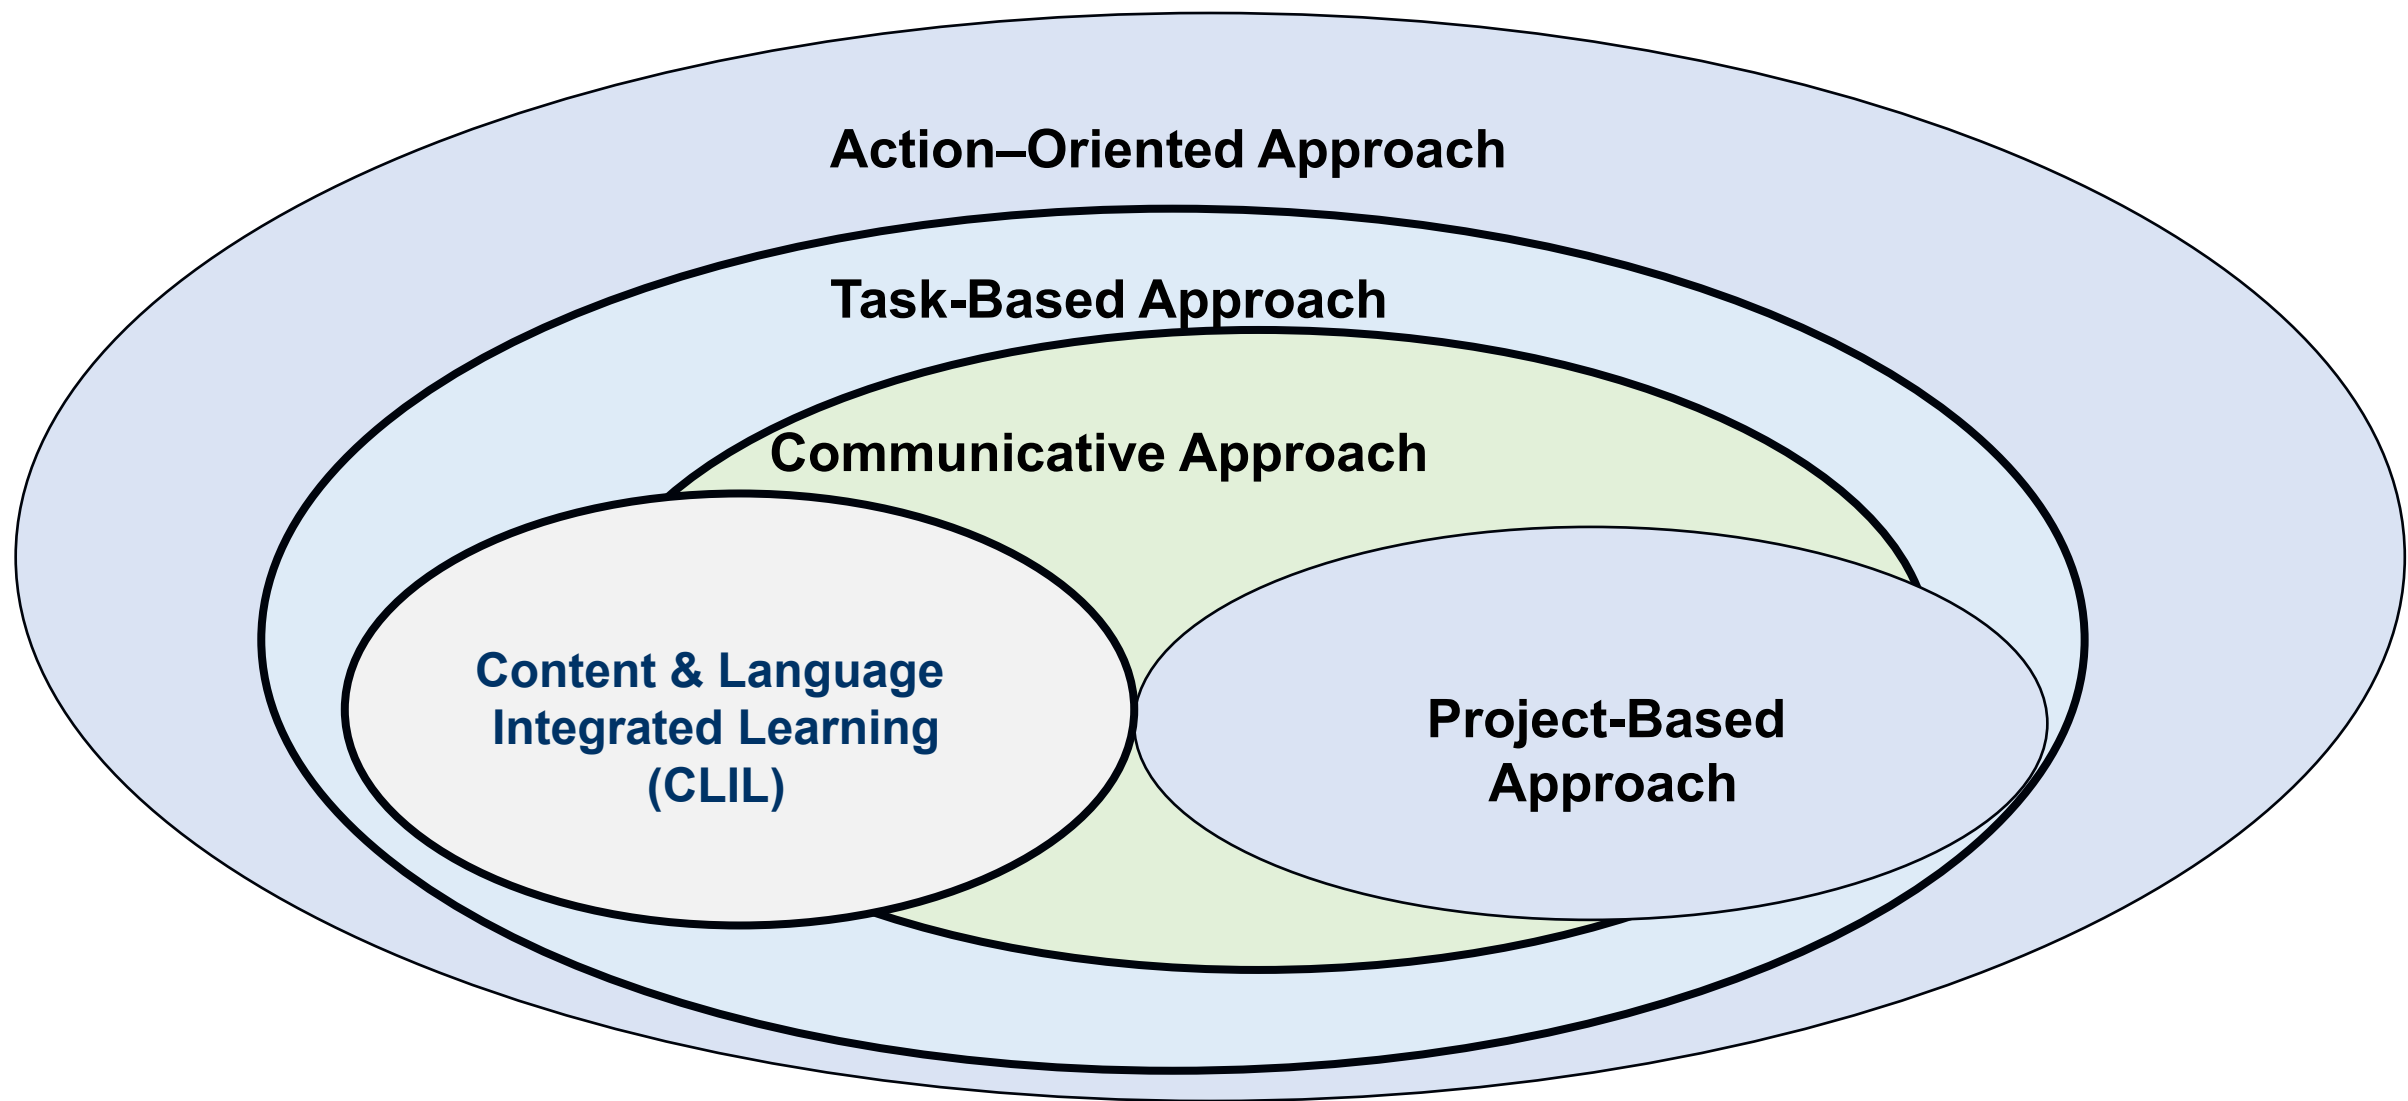 Action–Oriented Approach
Task-Based Approach
Communicative Approach
Content & Language
Integrated Learning
(CLIL)
Project-Based
Approach